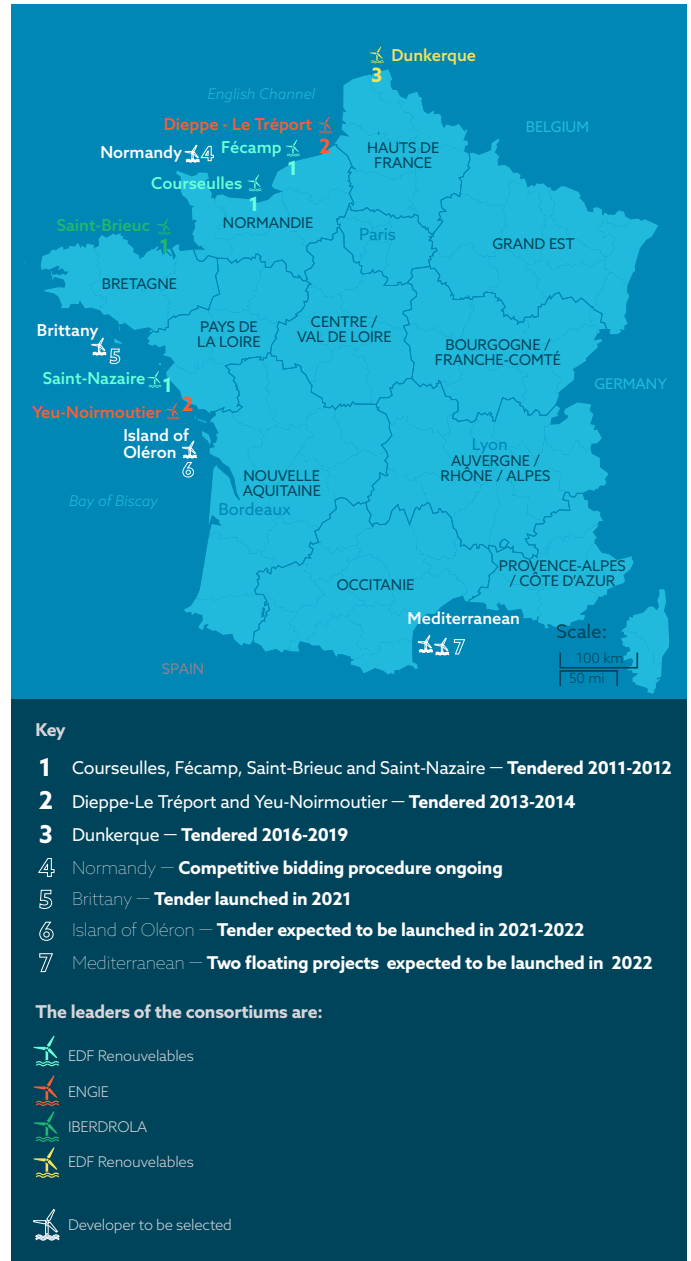 Dunkerque
3
English Channel
Dieppe - Le Tréport
2
BELGIUM
Normandy 4
Fécamp
1
HAUTS DE
FRANCE
Courseulles
1
NORMANDIE
Saint-Brieuc
1
Paris
GRAND EST
BRETAGNE
Brittany
5
PAYS DE
LA LOIRE
CENTRE /
VAL DE LOIRE
BOURGOGNE /
FRANCHE-COMTÉ
Saint-Nazaire 1
GERMANY
Yeu-Noirmoutier 2
Island of
Oléron
6
Lyon
AUVERGNE /
RHÔNE / ALPES
NOUVELLE
AQUITAINE
Bay of Biscay
Bordeaux
PROVENCE-ALPES
/ CÔTE D'AZUR
OCCITANIE
Mediterranean
7
Scale:
100 km
50 mi
SPAIN
Key
1 Courseulles, Fécamp, Saint-Brieuc and Saint-Nazaire — Tendered 2011-2012
2 Dieppe-Le Tréport and Yeu-Noirmoutier — Tendered 2013-2014
3 Dunkerque — Tendered 2016-2019
4 Normandy — Competitive bidding procedure ongoing
5 Brittany — Tender launched in 2021
6 Island of Oléron — Tender expected to be launched in 2021-2022
7 Mediterranean — Two floating projects expected to be launched in 2022
The leaders of the consortiums are:
EDF Renouvelables
ENGIE
IBERDROLA
EDF Renouvelables
Developer to be selected